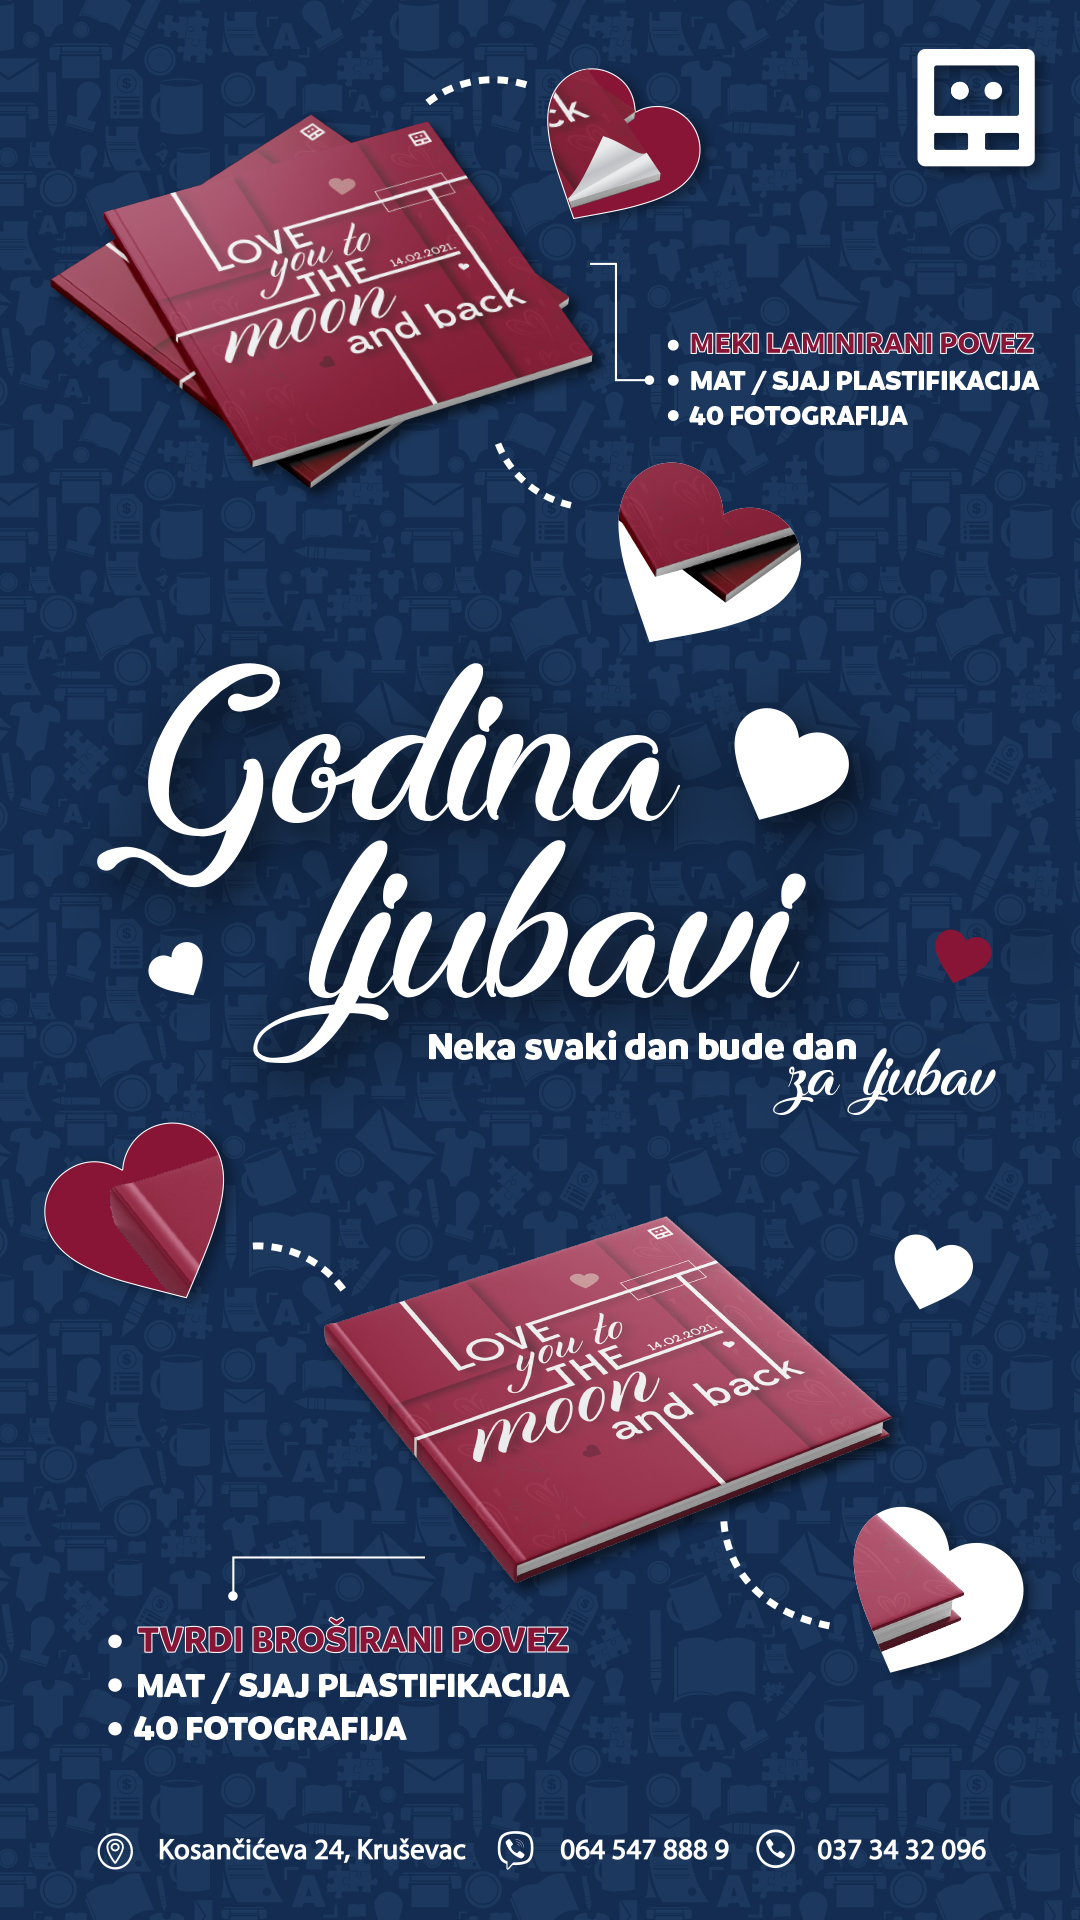 ck
LOVE
you to
THE
14.02.2021.
moon
and back
MEKI LAMINIRANI POVEZ
MAT / SJAJ PLASTIFIKACIJA
40 FOTOGRAFIJA
Godina
ljubavi
Neka svaki dan bude dan
za ljubav
LOVE
you to
THE
14.02.2021.
moon
and back
TVRDI BROŠIRANI POVEZ
MAT / SJAJ PLASTIFIKACIJA
40 FOTOGRAFIJA
Kosančićeva 24, Kruševac 064 547 888 9 037 34 32 096